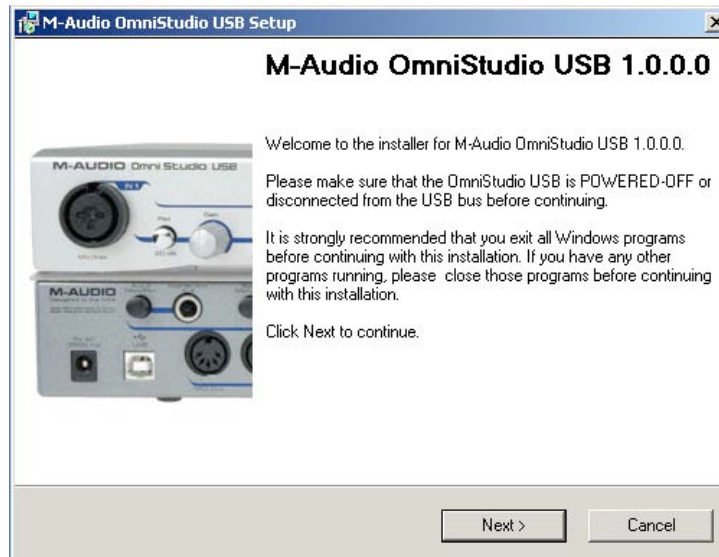 M-Audio OmniStudio USB Setup
M-Audio OmniStudio USB 1.0.0.0
Welcome to the installer for M-Audio OmniStudio USB 1.0.0.0.
Please make sure that the OmniStudio USB is POWERED-OFF or
disconnected from the USB bus before continuing.
It is strongly recommended that you exit all Windows programs
before continuing with this installation. If you have any other
programs running, please close those programs before continuing
with this installation.
Click Next to continue.
M-AUDIO Omni Studio USB
IN 1
Gain
M-AUDIO
USB
Next >
Cancel